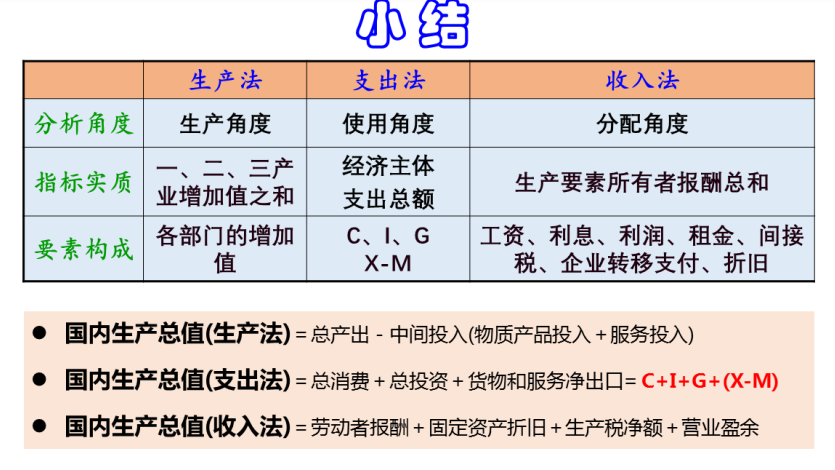 小结
生产法 支出法 收入法
分析角度 生产角度 使用角度 分配角度
指标实质 一、二、三产业增加值之和 经济主体支出总额 生产要素所有者报酬总和
要素构成 各部门的增加值 C、I、G X-M 工资、利息、利润、租金、间接税、企业转移支付、折旧
● 国内生产总值(生产法)=总产出-中间投入(物质产品投入+服务投入)
● 国内生产总值(支出法)=总消费+总投资+货物和服务净出口=C+I+G+(X-M)
● 国内生产总值(收入法)=劳动者报酬+固定资产折旧+生产税净额+营业盈余